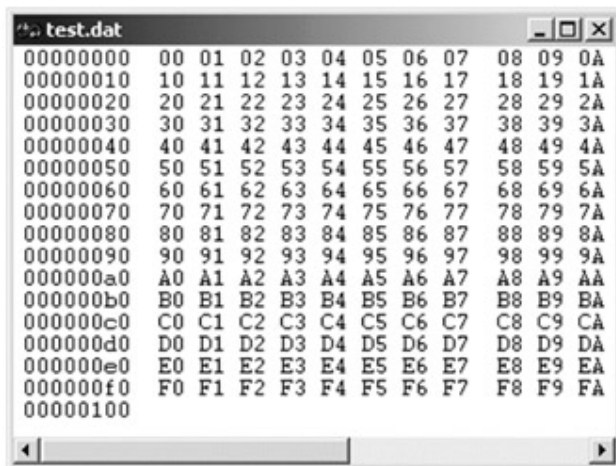 test.dat
00000000 00 01 02 03 04 05 06 07 08 09 0A
00000010 10 11 12 13 14 15 16 17 18 19 1A
00000020 20 21 22 23 24 25 26 27 28 29 2A
00000030 30 31 32 33 34 35 36 37 38 39 3A
00000040 40 41 42 43 44 45 46 47 48 49 4A
00000050 50 51 52 53 54 55 56 57 58 59 5A
00000060 60 61 62 63 64 65 66 67 68 69 6A
00000070 70 71 72 73 74 75 76 77 78 79 7A
00000080 80 81 82 83 84 85 86 87 88 89 8A
00000090 90 91 92 93 94 95 96 97 98 99 9A
000000a0 A0 A1 A2 A3 A4 A5 A6 A7 A8 A9 AA
000000b0 B0 B1 B2 B3 B4 B5 B6 B7 B8 B9 BA
000000c0 C0 C1 C2 C3 C4 C5 C6 C7 C8 C9 CA
000000d0 D0 D1 D2 D3 D4 D5 D6 D7 D8 D9 DA
000000e0 E0 E1 E2 E3 E4 E5 E6 E7 E8 E9 EA
000000f0 F0 F1 F2 F3 F4 F5 F6 F7 F8 F9 FA
00000100